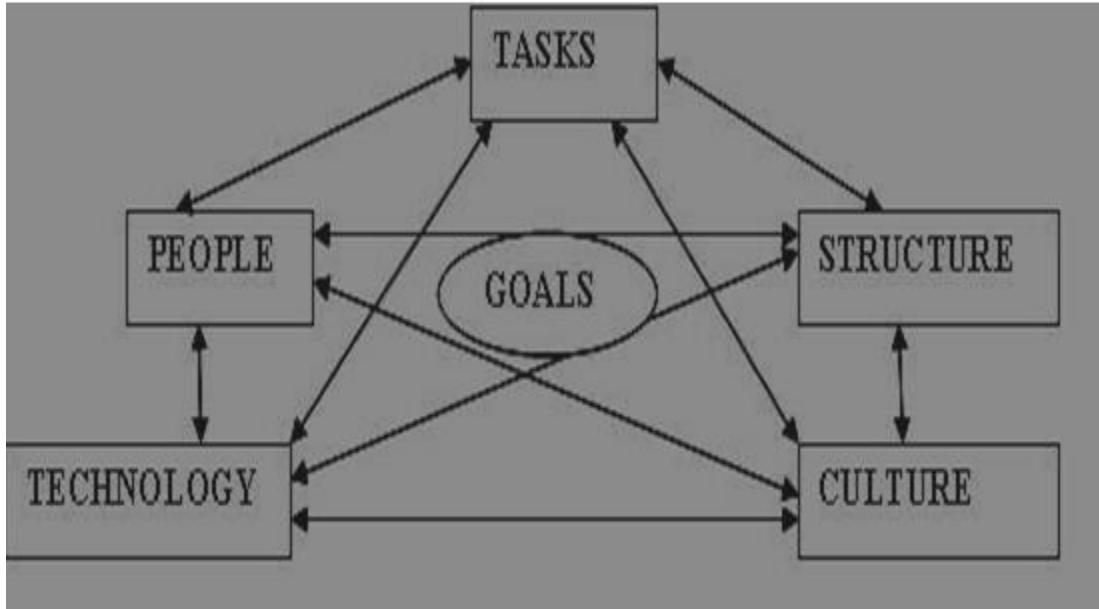 TASKS
PEOPLE
STRUCTURE
GOALS
TECHNOLOGY
CULTURE